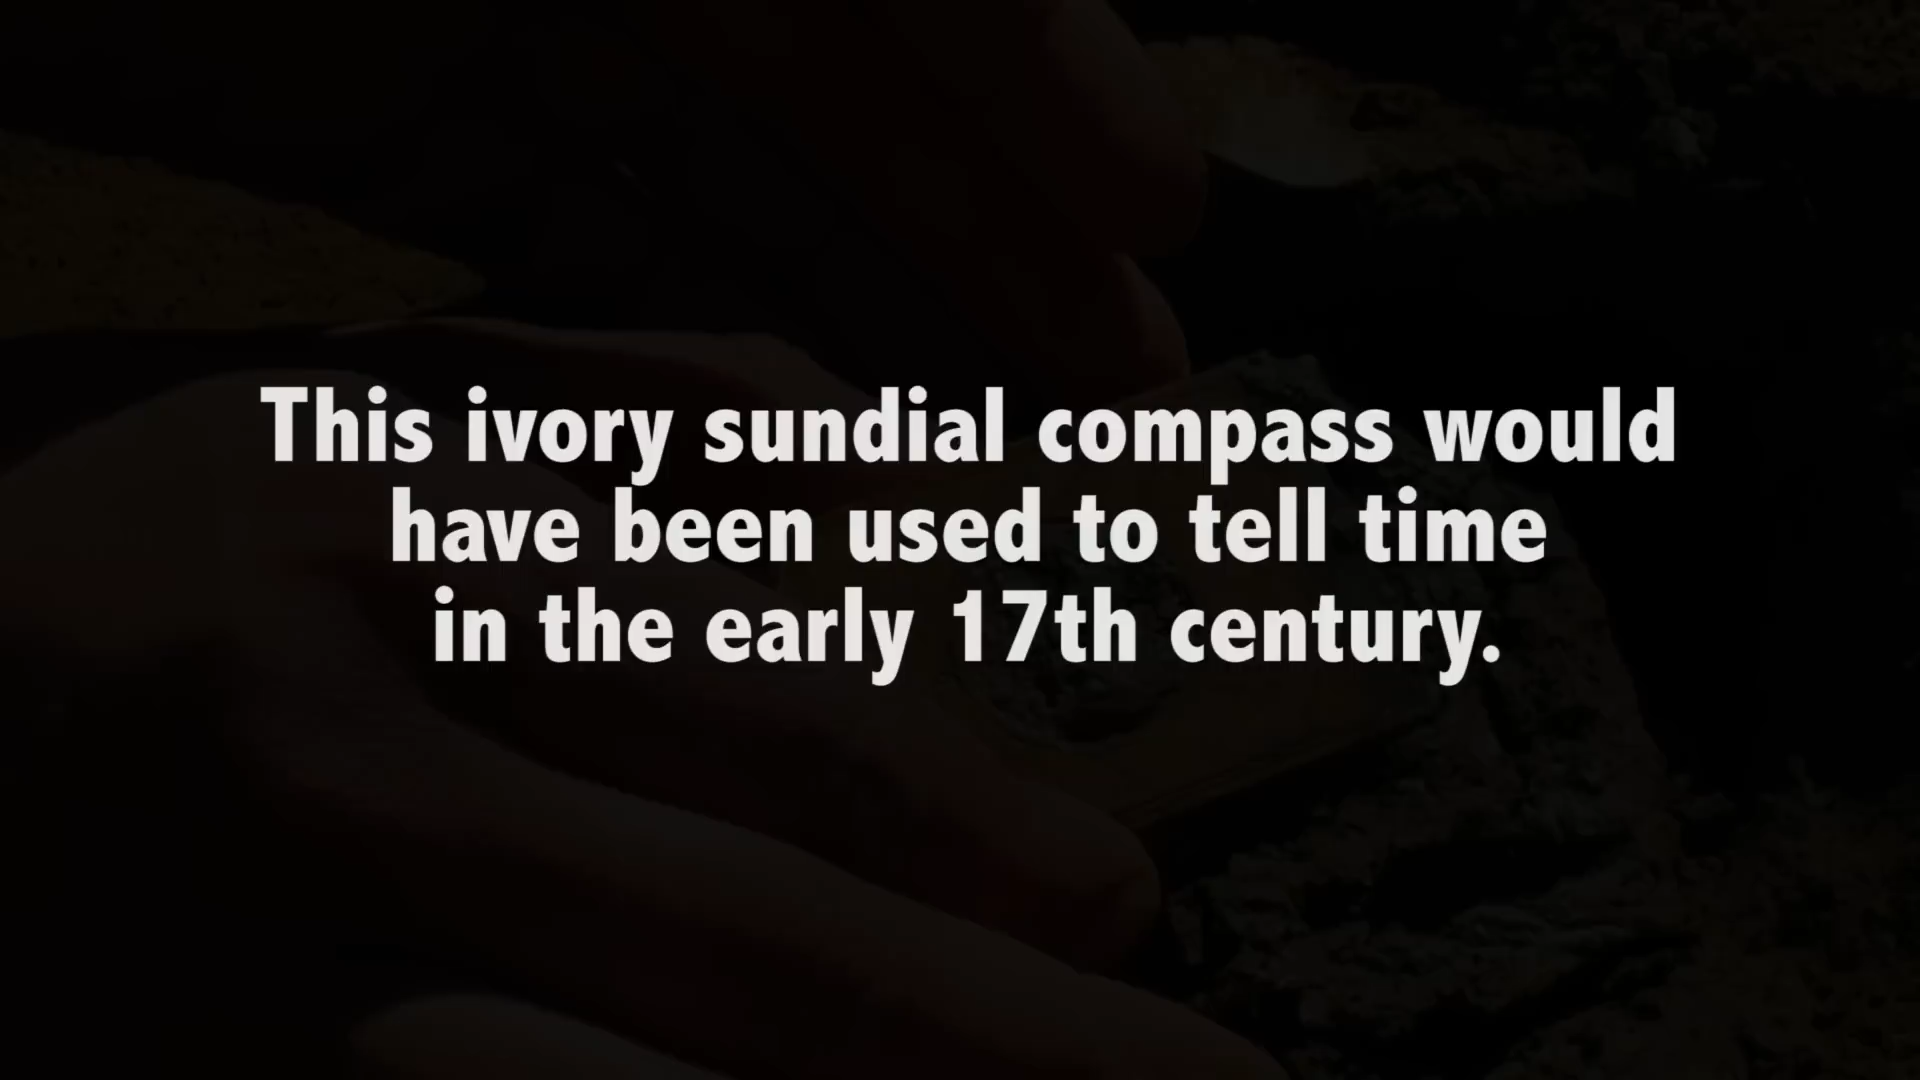 This ivory sundial compass would
have been used to tell time
in the early 17th century.